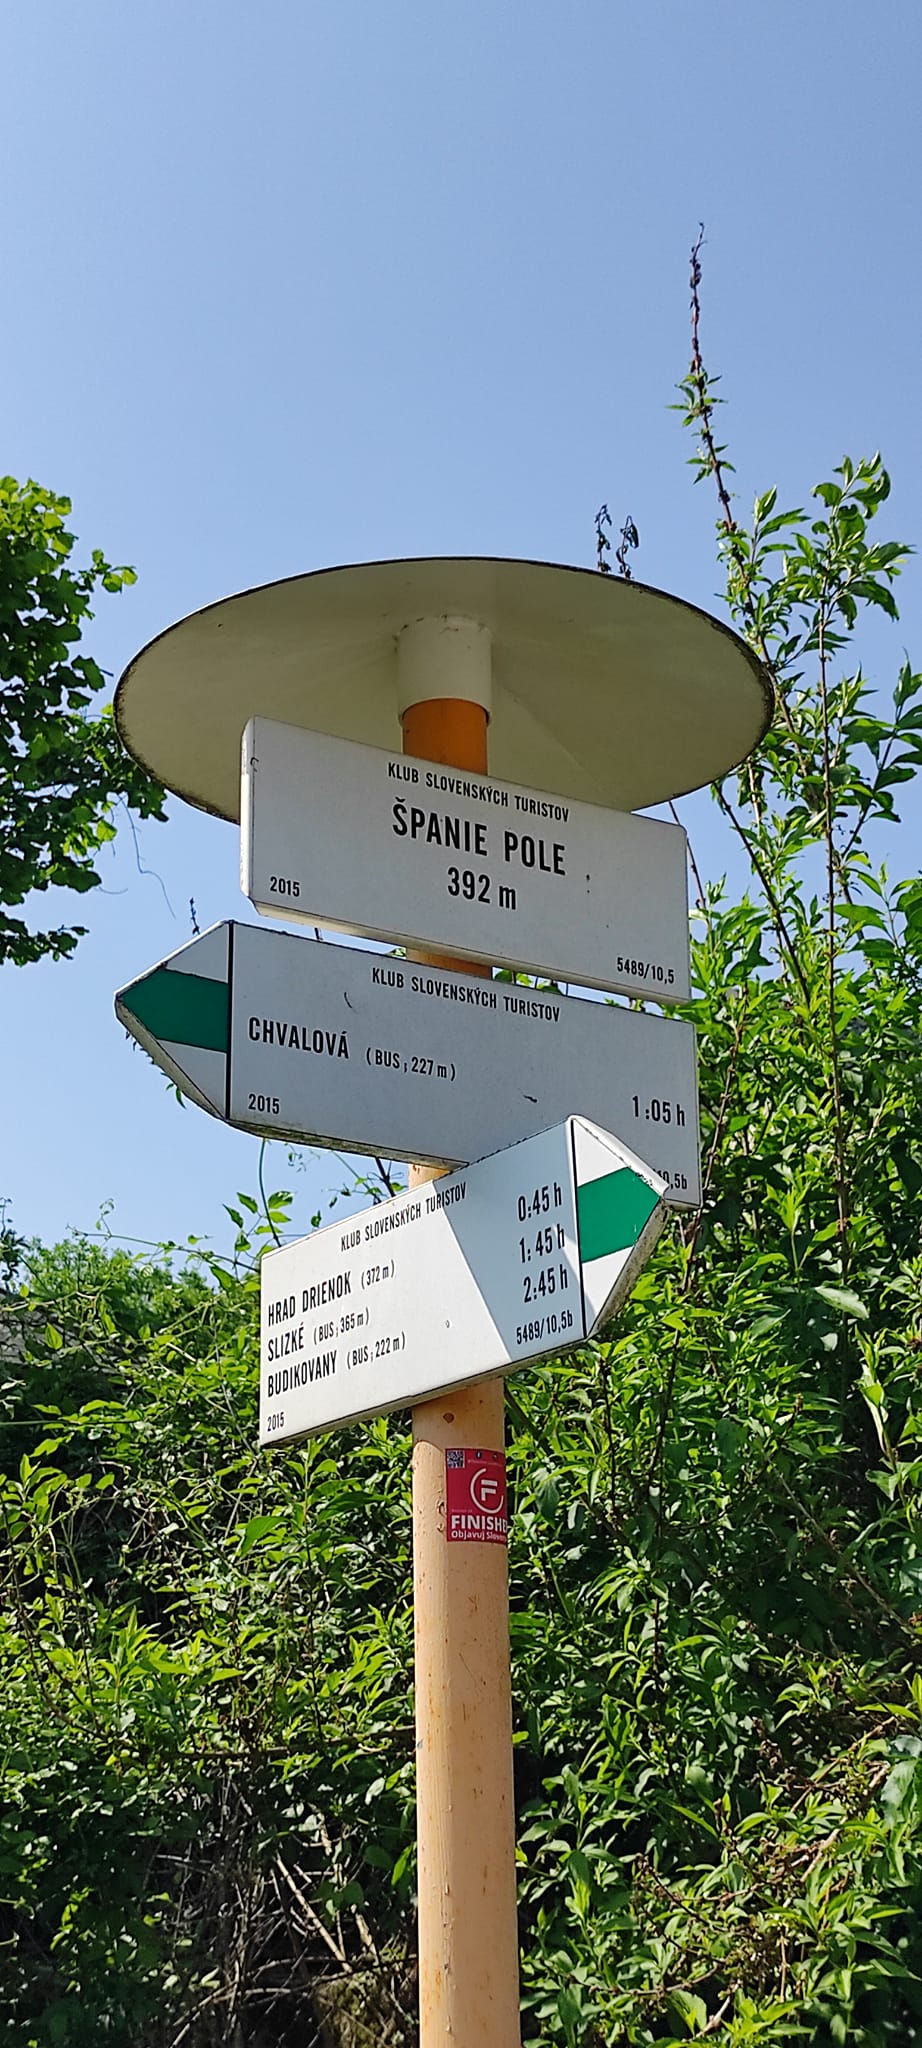 KLUB SLOVENSKÝCH TURISTOV
ŠPANIE POLE
392 m
2015
5489/10,5
KLUB SLOVENSKÝCH TURISTOV
CHVALOVÁ (BUS; 227 m)
1:05 h
2015
KLUB SLOVENSKÝCH TURISTOV
HRAD DRIENOK (372 m) 0:45 h
SLIZKÉ (BUS; 365 m) 1:45 h
BUDIKOVANY (BUS; 222 m) 2:45 h
2015
5489/10,5b
F
Objavuj